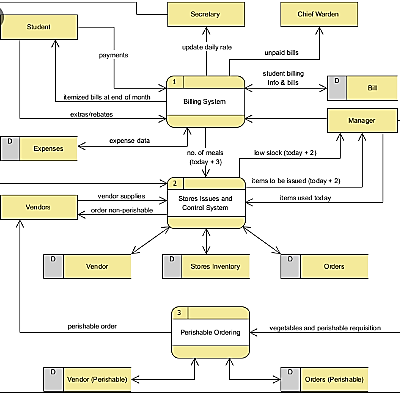 Secretary
Chief Warden
Student
payments
update daily rate
unpaid bills
1
Billing System
student billing
info & bills
D
Bill
itemized bills at end of month
extras/rebates
Manager
D
Expenses
expense data
no. of meals
(today + 3)
low stock (today + 2)
2
Stores Issues and
Control System
items to be issued (today + 2)
Vendors
vendor supplies
items used today
order non-perishable
D
Vendor
D
Stores Inventory
D
Orders
3
Perishable Ordering
perishable order
vegetables and perishable requisition
D
Vendor (Perishable)
D
Orders (Perishable)